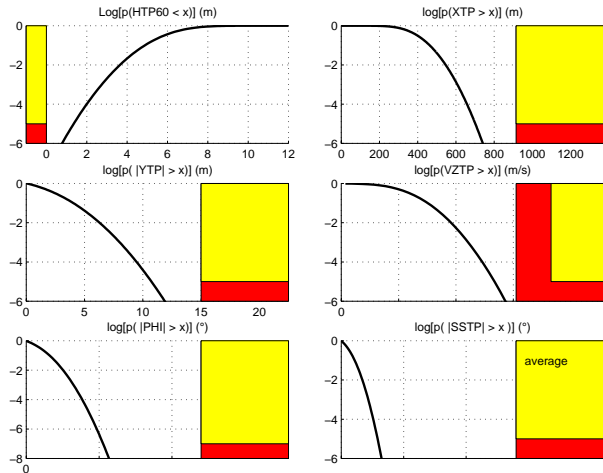 Log[p(HTP60 < x)] (m)
0
−2
−4
−6
0 2 4 6 8 10 12
log[p(XTP > x)] (m)
0
−2
−4
−6
0 200 400 600 800 1000 1200
log[p( |YTP| > x)] (m)
0
−2
−4
−6
0 5 10 15 20
log[p(VZTP > x)] (m/s)
0
−2
−4
−6
0
log[p( |PHI| > x)] (°)
0
−2
−4
−6
−8
0
log[p( |SSTP| > x )] (°)
0
−2
−4
−6
average